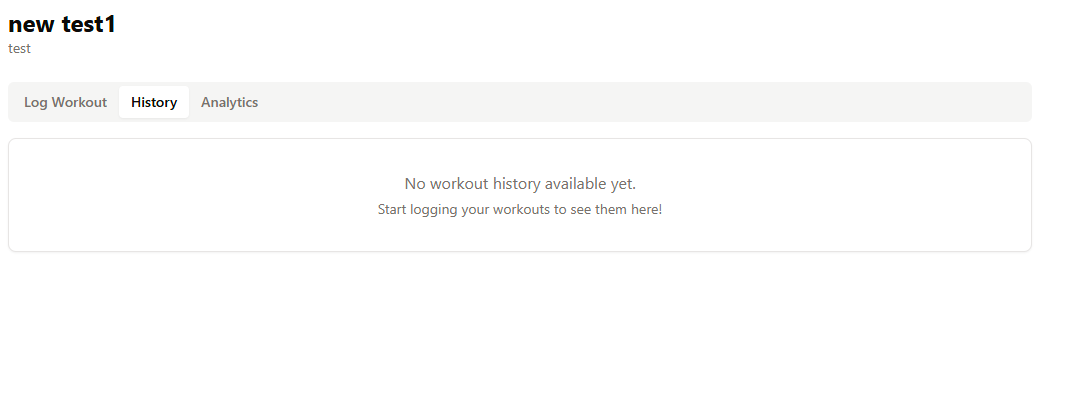 new test1
test
Log Workout History Analytics
No workout history available yet.
Start logging your workouts to see them here!